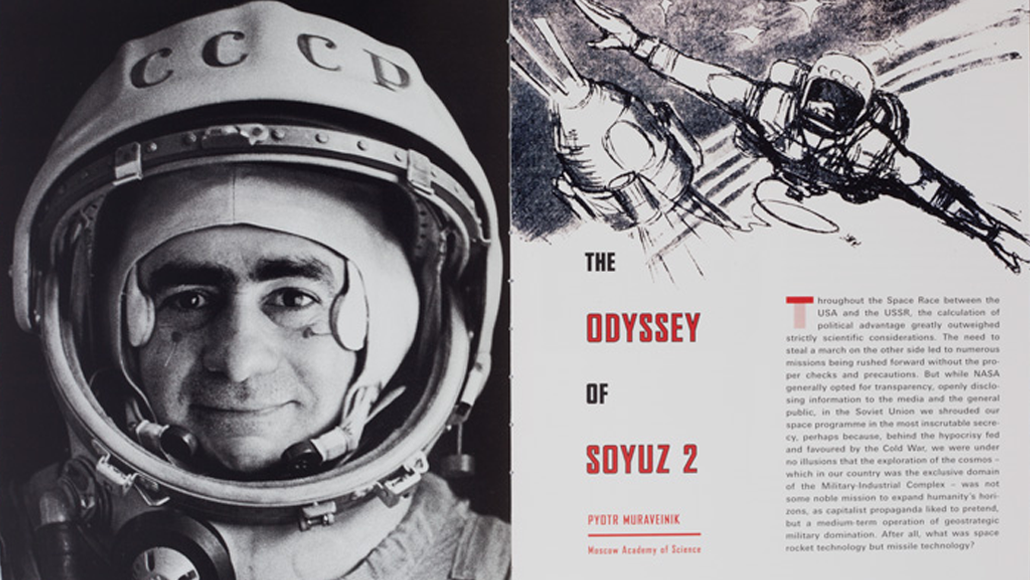 СССР
THE
ODYSSEY
OF
SOYUZ 2
PYOTR MURAVEINIK
Moscow Academy of Science
Throughout the Space Race between the
USA and the USSR, the calculation of
political advantage greatly outweighed
strictly scientific considerations. The need to
steal a march on the other side led to numerous
missions being rushed forward without the pro-
per checks and precautions. But while NASA
generally opted for transparency, openly disclo-
sing information to the media and the general
public, in the Soviet Union we shrouded our
space programme in the most inscrutable secre-
cy, perhaps because, behind the hypocrisy fed
and favoured by the Cold War, we were under
no illusions that the exploration of the cosmos –
which in our country was the exclusive domain
of the Military-Industrial Complex – was not
some noble mission to expand humanity's hori-
zons, as capitalist propaganda liked to pretend,
but a medium-term operation of geostrategic
military domination. After all, what was space
rocket technology but missile technology?